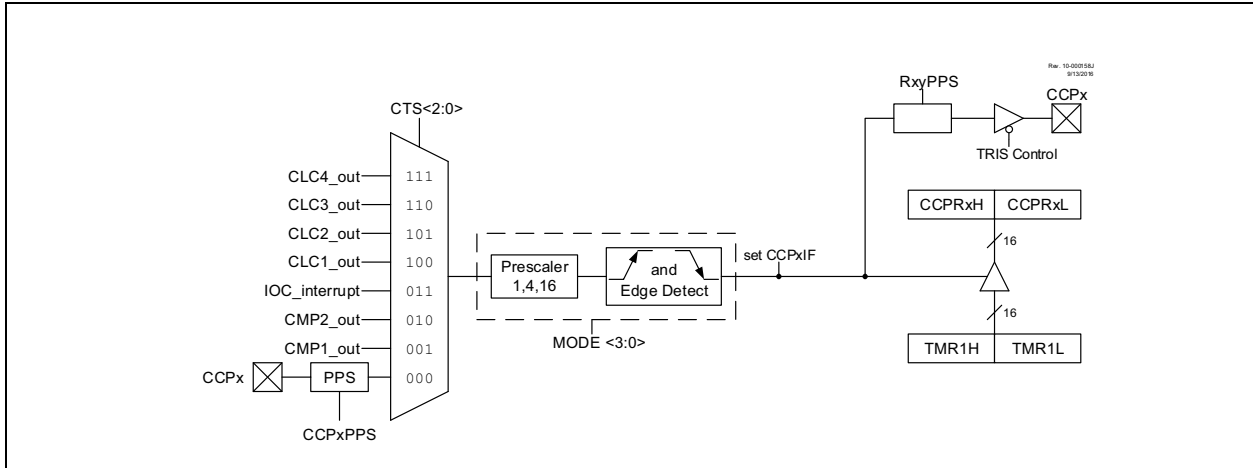 Rev. 10-000158J
9/13/2016
RxyPPS
CCPx
CTS<2:0>
TRIS Control
CLC4_out
111
CLC3_out
110
CCPRxH
CCPRxL
CLC2_out
101
16
CLC1_out
100
set CCPxIF
Prescaler
1,4,16
and
Edge Detect
IOC_interrupt
011
CMP2_out
010
16
MODE <3:0>
CMP1_out
001
TMR1H
TMR1L
CCPx
PPS
000
CCPxPPS